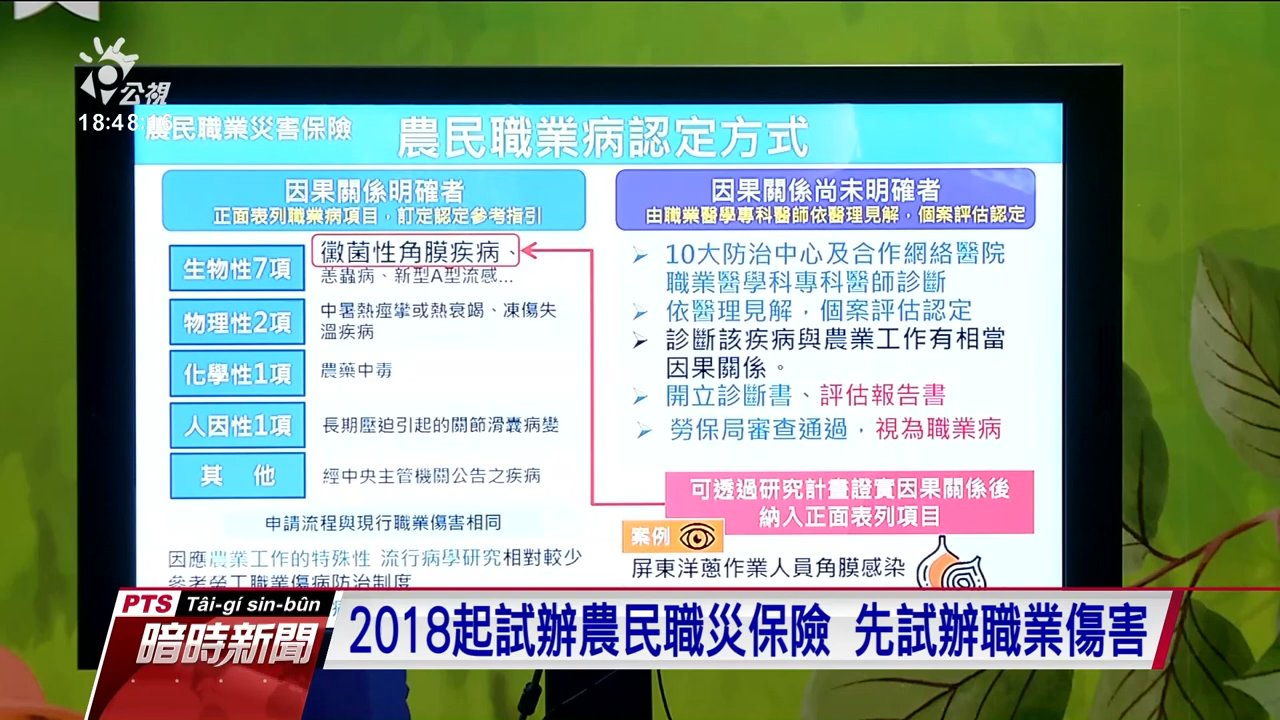 公視
18:48:16
農民職業災害保險
農民職業病認定方式
因果關係明確者
正面表列職業病項目，訂定認定參考指引
生物性7項
黴菌性角膜疾病、
恙蟲病、新型A型流感...
物理性2項
中暑熱痙攣或熱衰竭、凍傷失
溫疾病
化學性1項
農藥中毒
人因性1項
長期壓迫引起的關節滑囊病變
其 他
經中央主管機關公告之疾病
申請流程與現行職業傷害相同
因應農業工作的特殊性 流行病學研究相對較少
參考勞工職業傷病防治制度
因果關係尚未明確者
由職業醫學專科醫師依醫理見解，個案評估認定
10大防治中心及合作網絡醫院
職業醫學科專科醫師診斷
依醫理見解，個案評估認定
診斷該疾病與農業工作有相當
因果關係。
開立診斷書、評估報告書
勞保局審查通過，視為職業病
可透過研究計畫證實因果關係後
納入正面表列項目
案例
屏東洋蔥作業人員角膜感染
PTS Tâi-gí sin-bûn
暗時新聞
2018起試辦農民職災保險 先試辦職業傷害